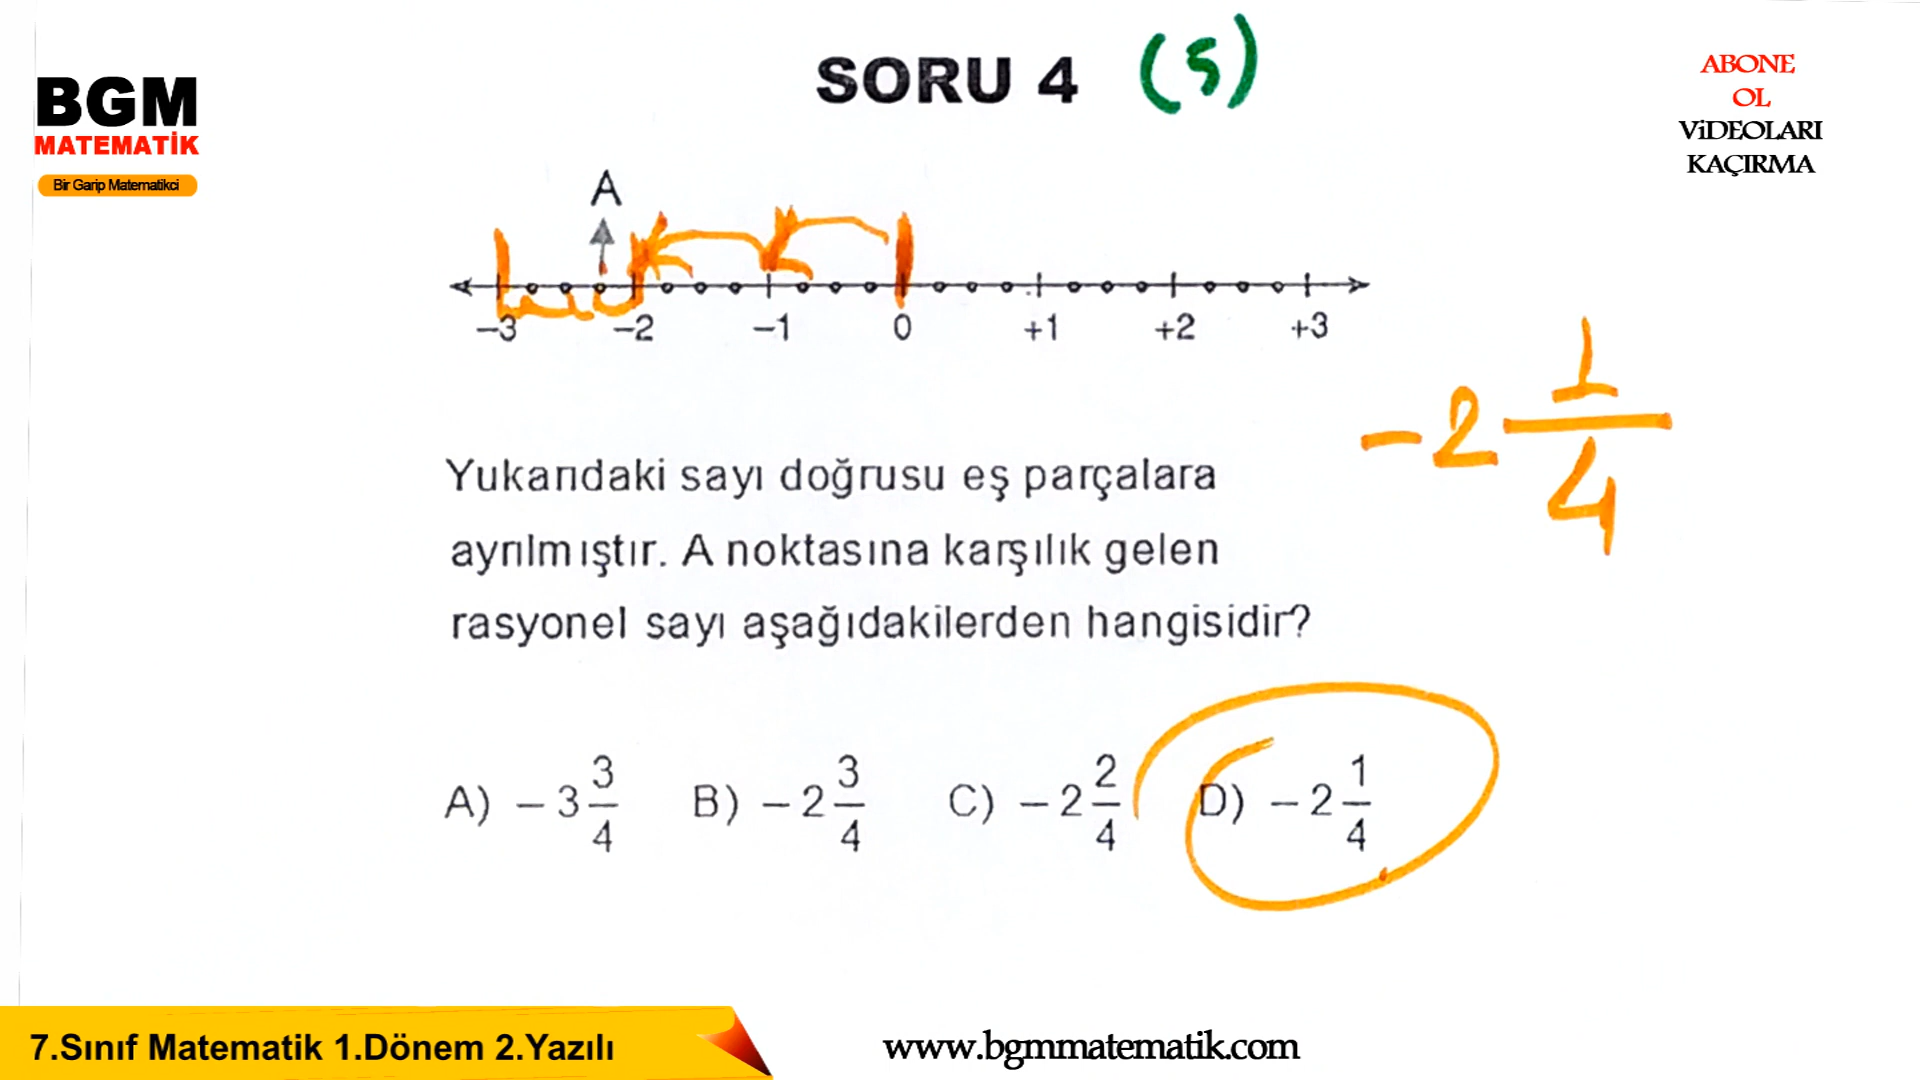 SORU 4 (5)
BGM
MATEMATİK
Bir Garip Matematikci
ABONE
OL
ViDEOLARI
KAÇIRMA
A
−3 −2 −1 0 +1 +2 +3
-2 1/4
Yukarıdaki sayı doğrusu eş parçalara
ayrılmıştır. A noktasına karşılık gelen
rasyonel sayı aşağıdakilerden hangisidir?
A) −3 3/4 B) −2 3/4 C) −2 2/4 D) −2 1/4
7.Sınıf Matematik 1.Dönem 2.Yazılı
www.bgmmatematik.com